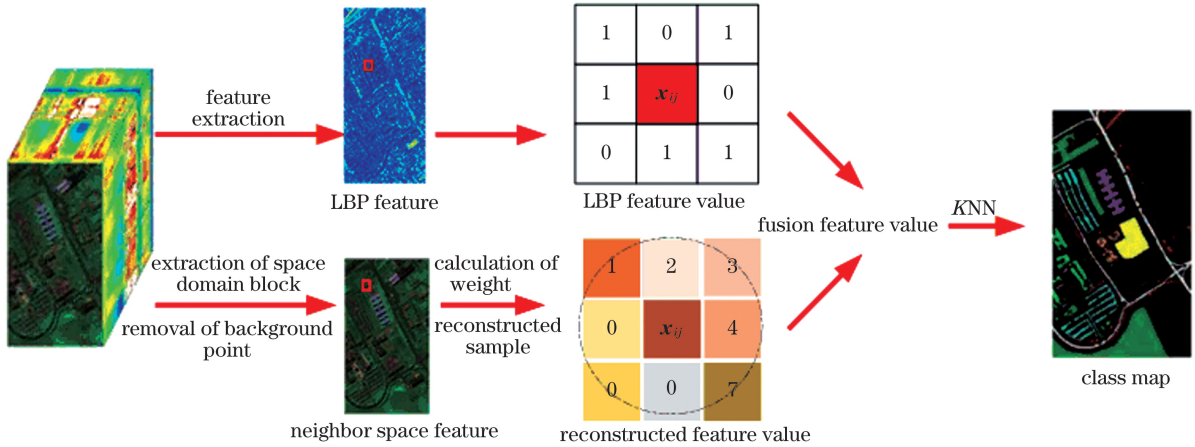 feature
extraction
LBP feature
1 0 1
1 xij 0
0 1 1
LBP feature value
extraction of space
domain block
removal of background
point
neighbor space feature
calculation of
weight
reconstructed
sample
1 2 3
0 xij 4
0 0 7
reconstructed feature value
fusion feature value
KNN
class map